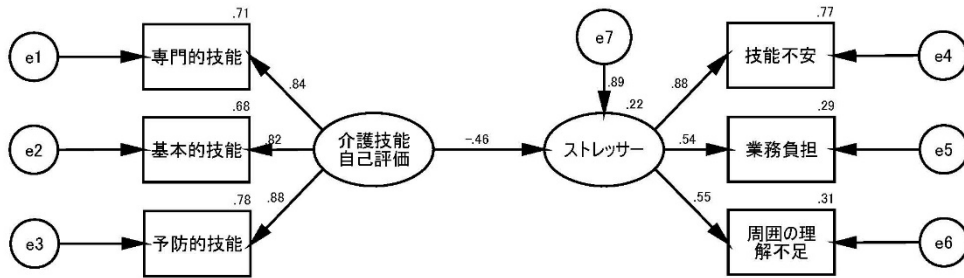 .71
e1
専門的技能
.84
.68
e2
基本的技能
.82
介護技能
自己評価
.78
e3
予防的技能
.88
-.46
e7
.89
.22
ストレッサー
.77
技能不安
e4
.88
.29
.54
業務負担
e5
.55
.31
周囲の理
解不足
e6